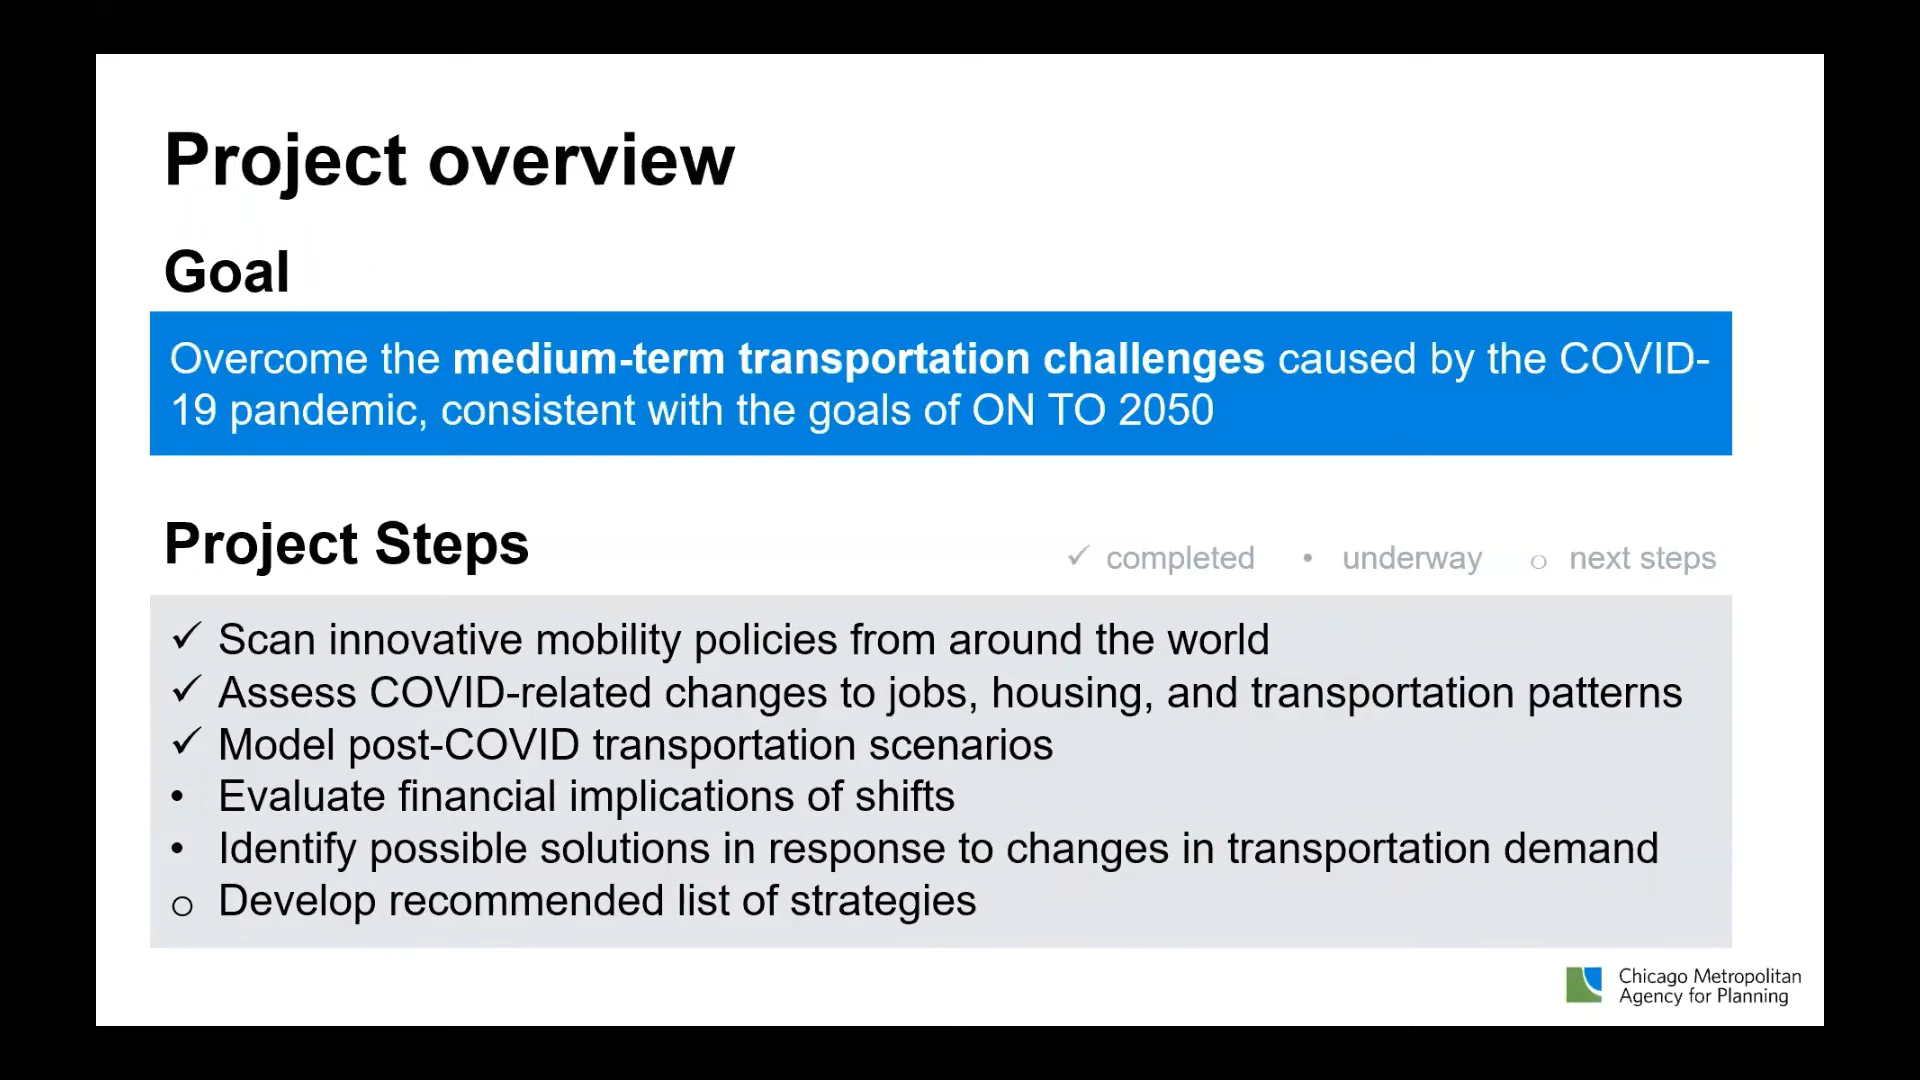 Project overview
Goal
Overcome the medium-term transportation challenges caused by the COVID-
19 pandemic, consistent with the goals of ON TO 2050
Project Steps
✓ completed • underway o next steps
✓ Scan innovative mobility policies from around the world
✓ Assess COVID-related changes to jobs, housing, and transportation patterns
✓ Model post-COVID transportation scenarios
• Evaluate financial implications of shifts
• Identify possible solutions in response to changes in transportation demand
o Develop recommended list of strategies
Chicago Metropolitan
Agency for Planning